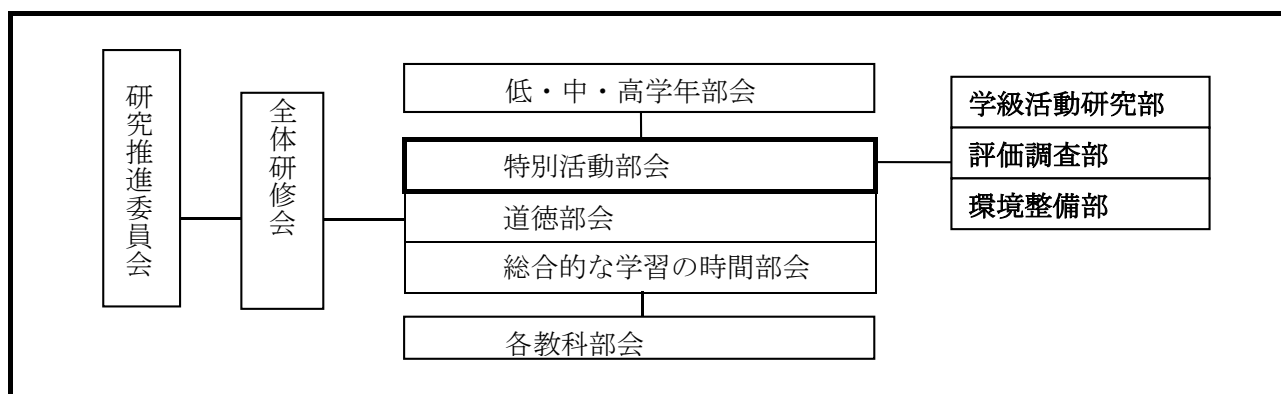 研究推進委員会
全体研修会
低・中・高学年部会
特別活動部会
道徳部会
総合的な学習の時間部会
各教科部会
学級活動研究部
評価調査部
環境整備部